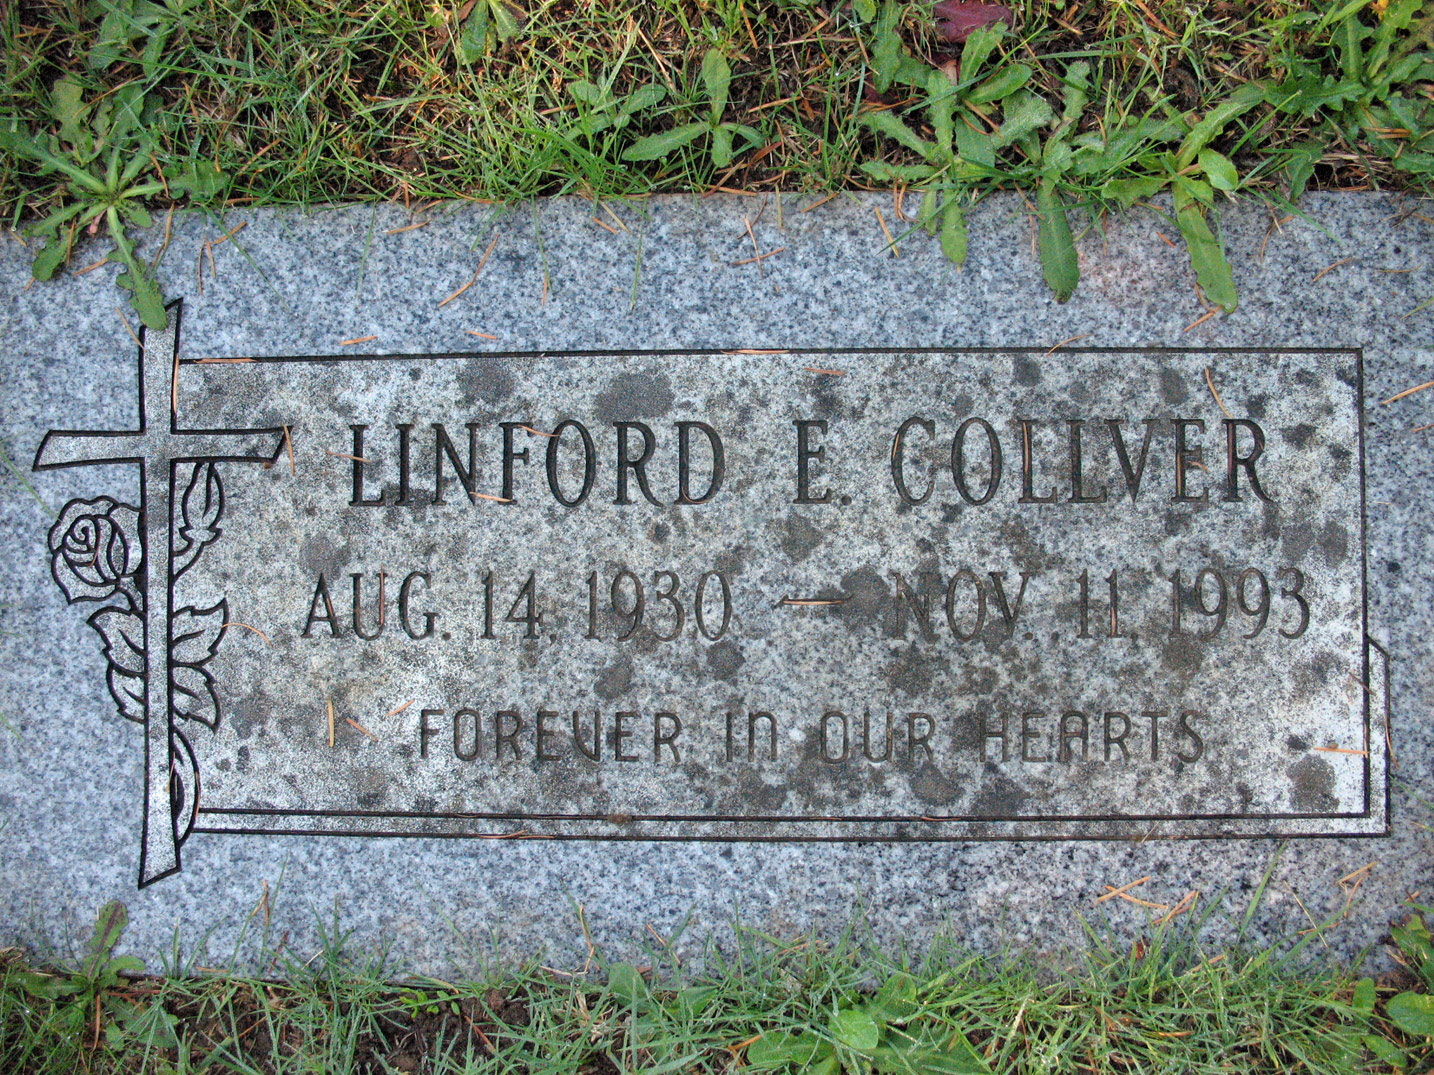 LINFORD E. COLLVER
AUG. 14, 1930 – NOV. 11, 1993
FOREVER IN OUR HEARTS